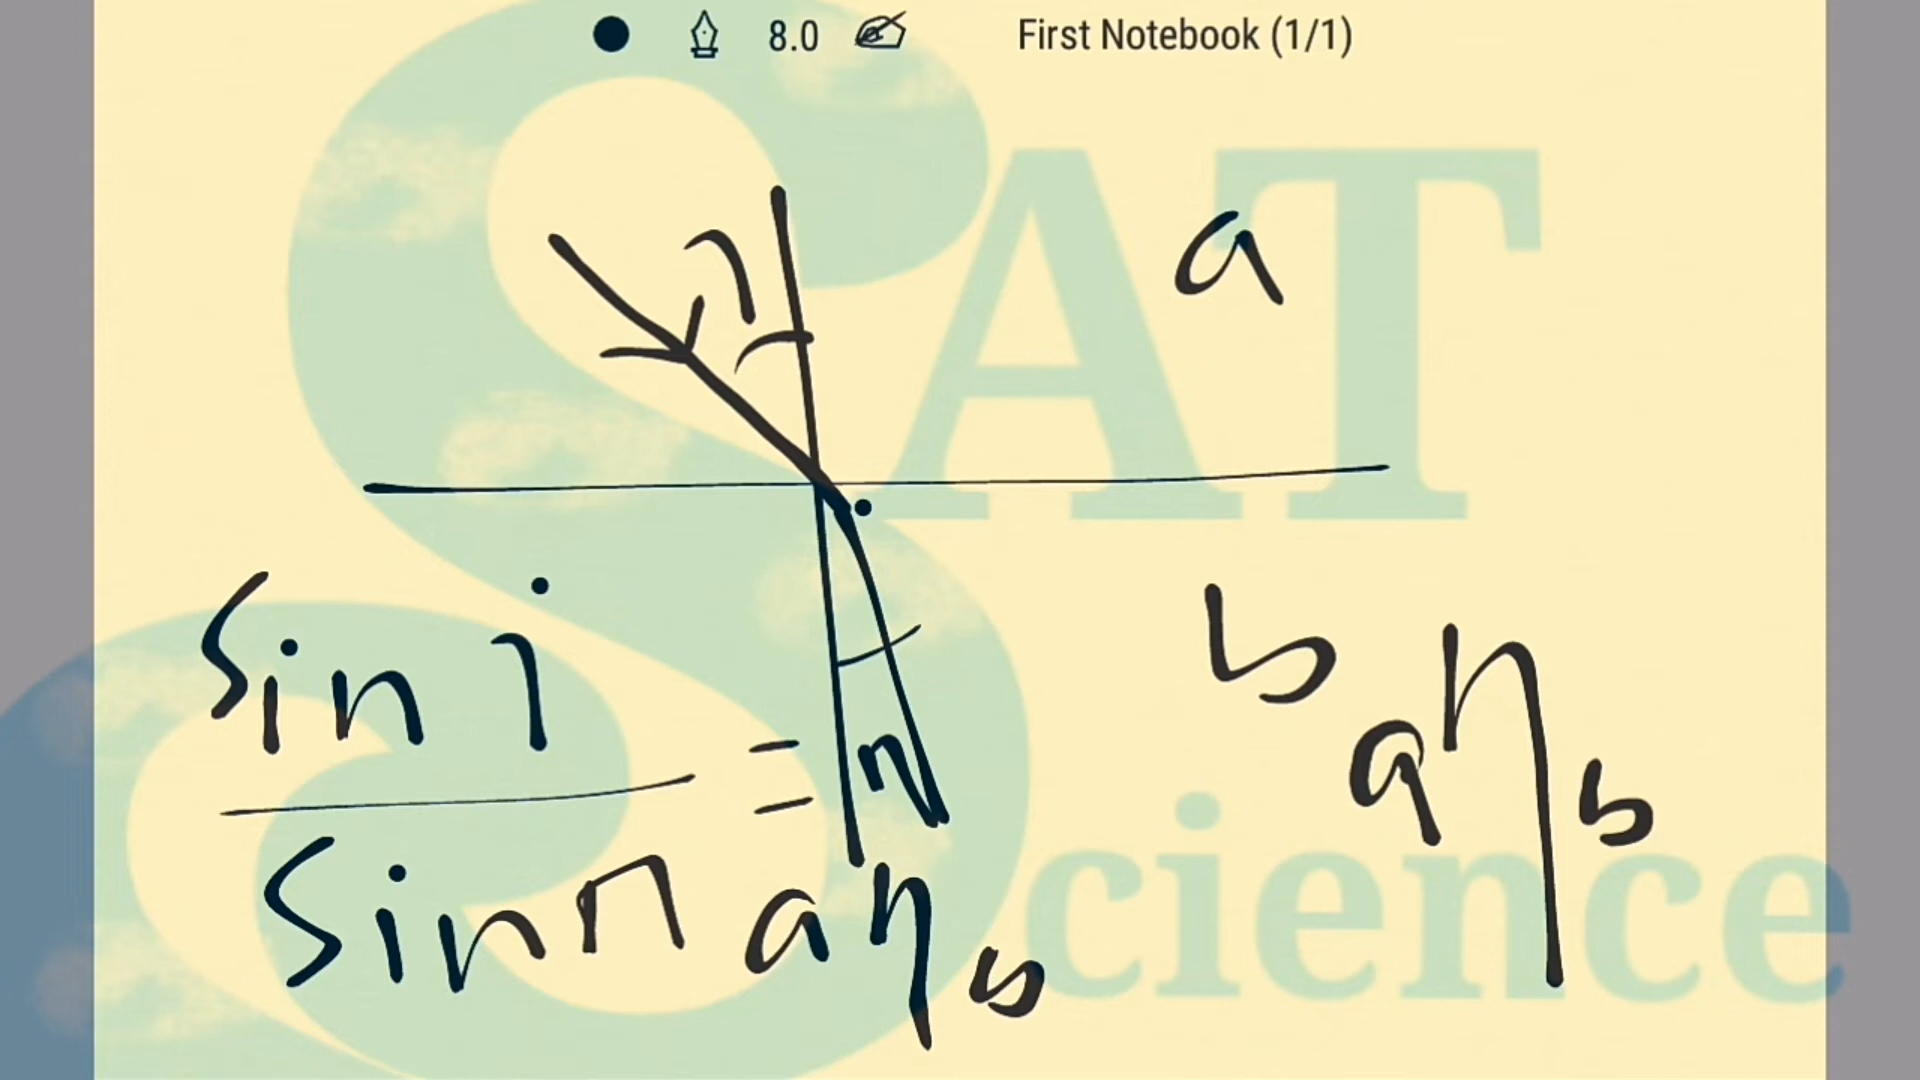 8.0 First Notebook (1/1)
SAT
Science
i
a
b
r
aηb
sin i
sin r
= aηb